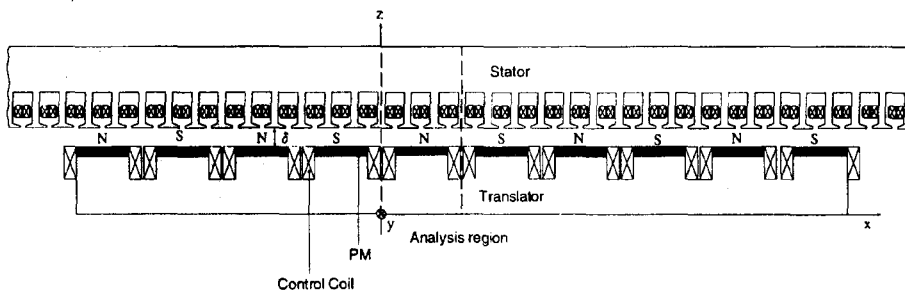 z
Stator
N S N δ S N S N S N S
Translator
y
x
Analysis region
PM
Control Coil